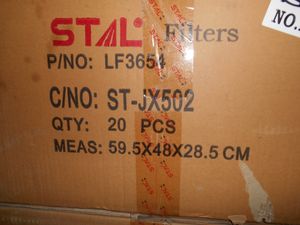 STAL Filters
P/NO: LF3654
C/NO: ST-JX502
QTY: 20 PCS
MEAS: 59.5X48X28.5 CM
NO.